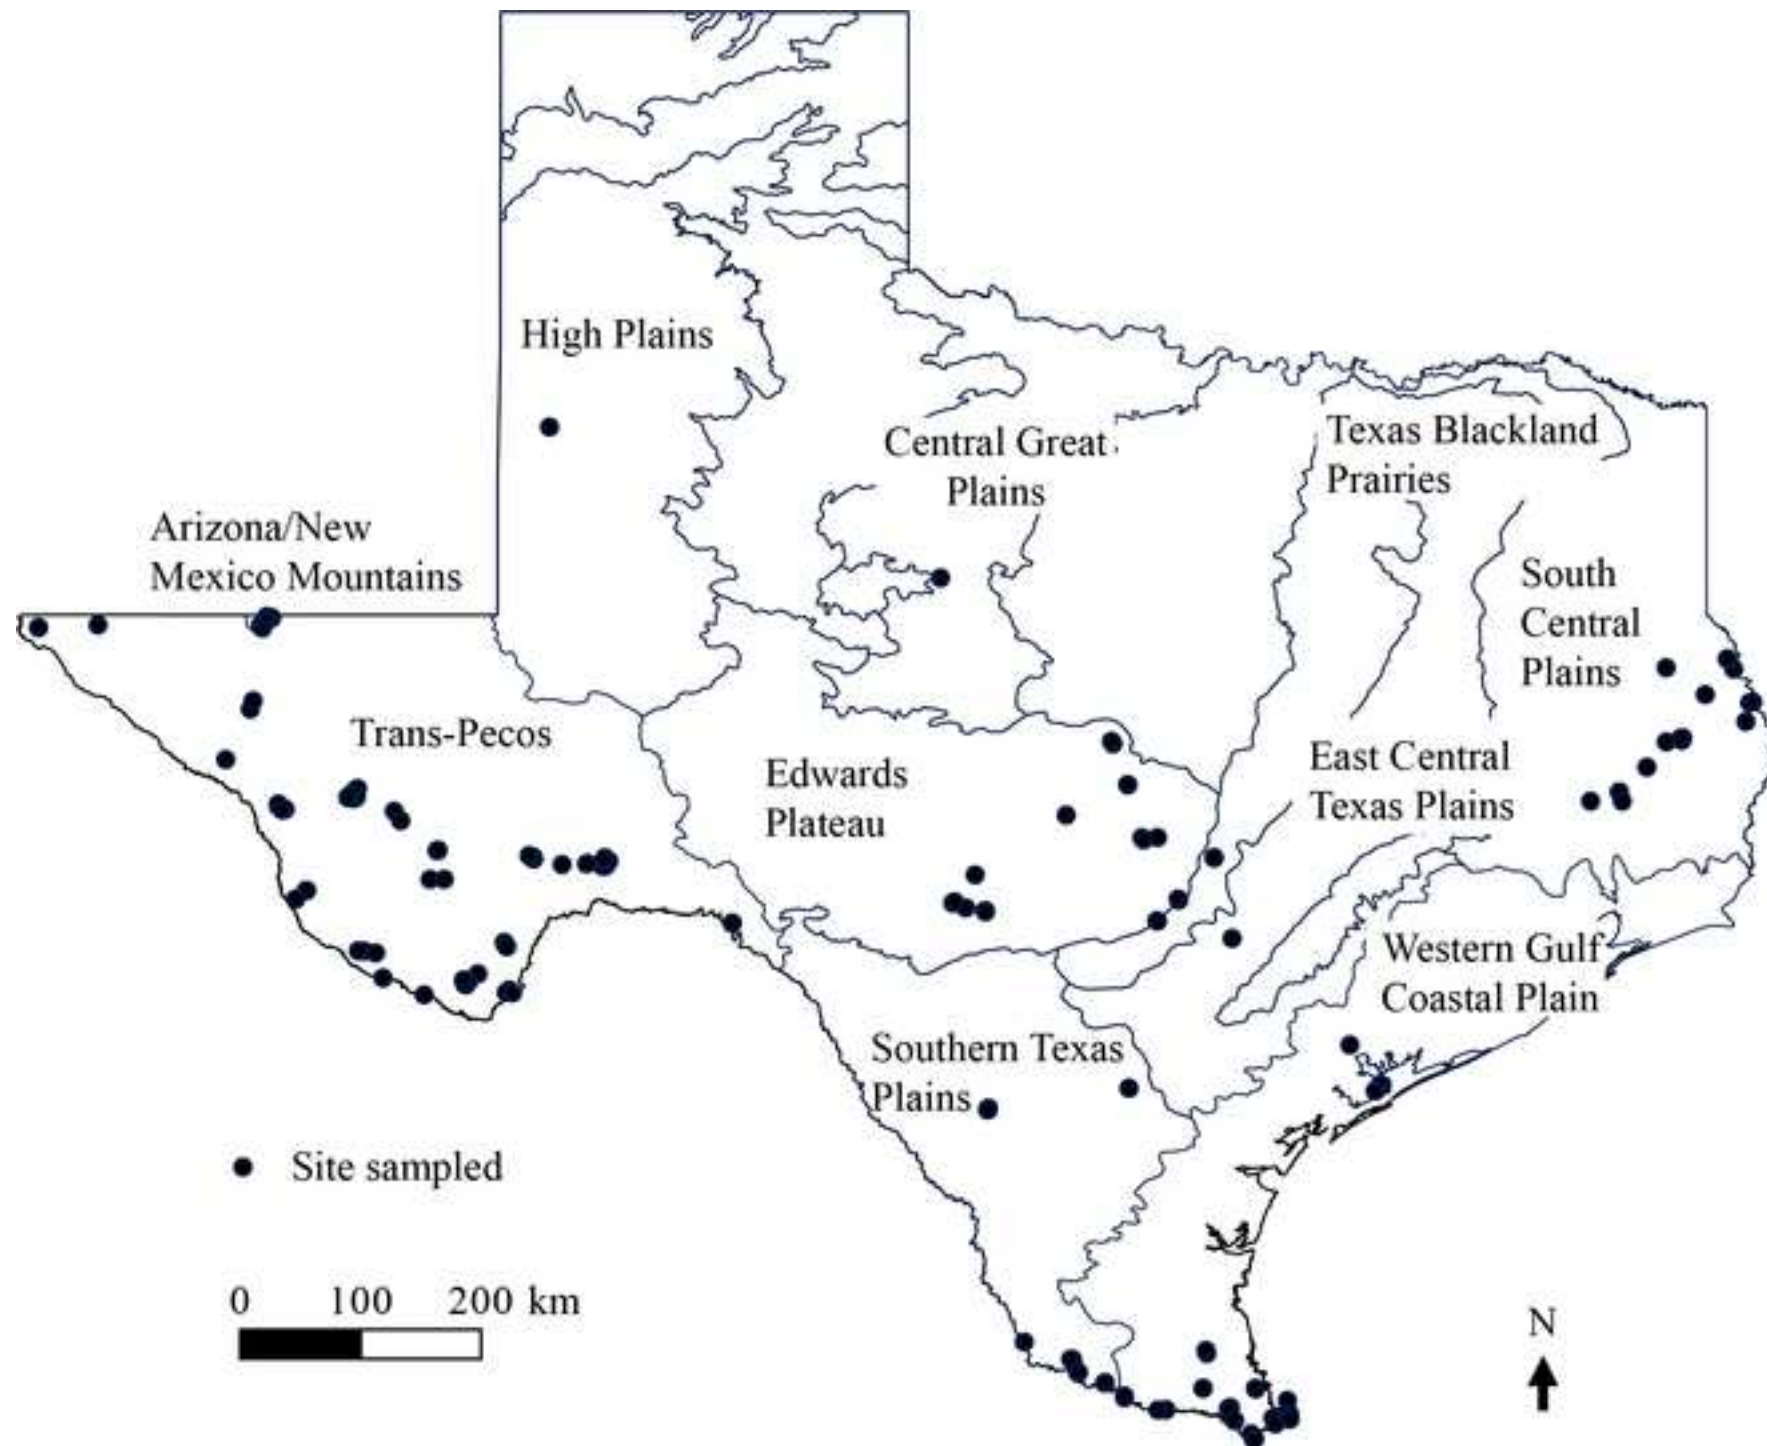 High Plains
Central Great
Plains
Texas Blackland
Prairies
Arizona/New
Mexico Mountains
South
Central
Plains
Trans-Pecos
Edwards
Plateau
East Central
Texas Plains
Western Gulf
Coastal Plain
Southern Texas
Plains
Site sampled
0 100 200 km
N